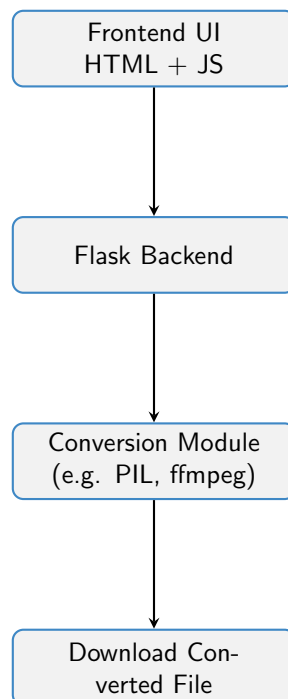 Frontend UI
HTML + JS
Flask Backend
Conversion Module
(e.g. PIL, ffmpeg)
Download Con-
verted File